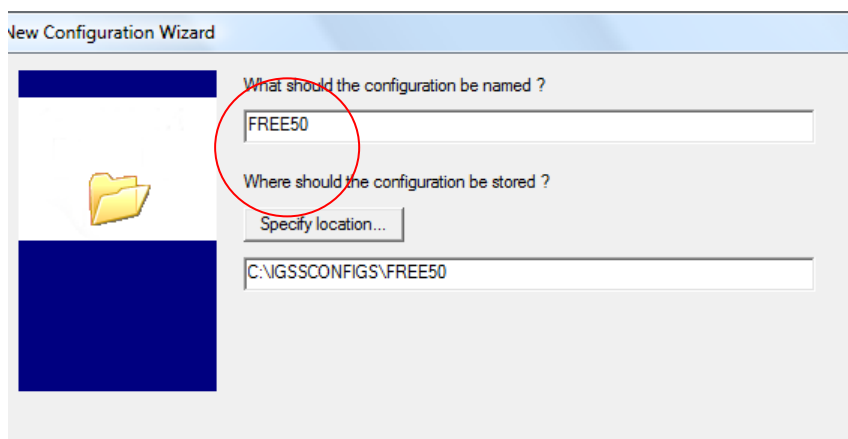 New Configuration Wizard
What should the configuration be named ?
FREE50
Where should the configuration be stored ?
Specify location...
C:\IGSSCONFIGS\FREE50